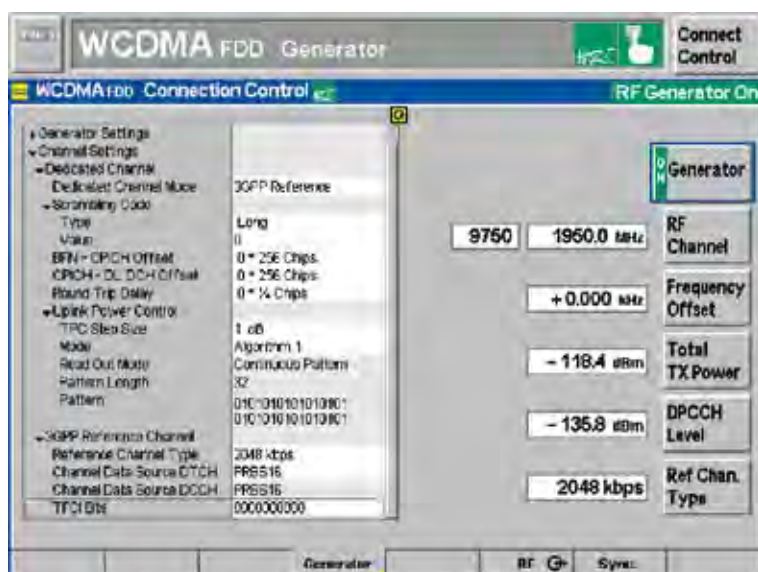 WCDMA FDD Generator
Connect
Control
WCDMA FDD Connection Control
RF Generator On
Generator Settings
Channel Settings
Dedicated Channel
Dedicated Channel Mode 3GPP Reference
Scrambling Code
Type Long
Value 0
BFN - CPICH Offset 0 * 256 Chips
CPICH - DL DCH Offset 0 * 256 Chips
Round Trip Delay 0 * ¼ Chips
Uplink Power Control
TPC Step Size 1 dB
Mode Algorithm 1
Read Out Mode Continuous Pattern
Pattern Length 32
Pattern 0101010101010101
0101010101010101
3GPP Reference Channel
Reference Channel Type 2048 kbps
Channel Data Source DTCH PRBS16
Channel Data Source DCCH PRBS16
TFCI Bits 0000000000
ON Generator
9750 1950.0 MHz RF
Channel
+ 0.000 kHz Frequency
Offset
- 118.4 dBm Total
TX Power
- 135.8 dBm DPCCH
Level
2048 kbps Ref Chan.
Type
Generator RF Sync.